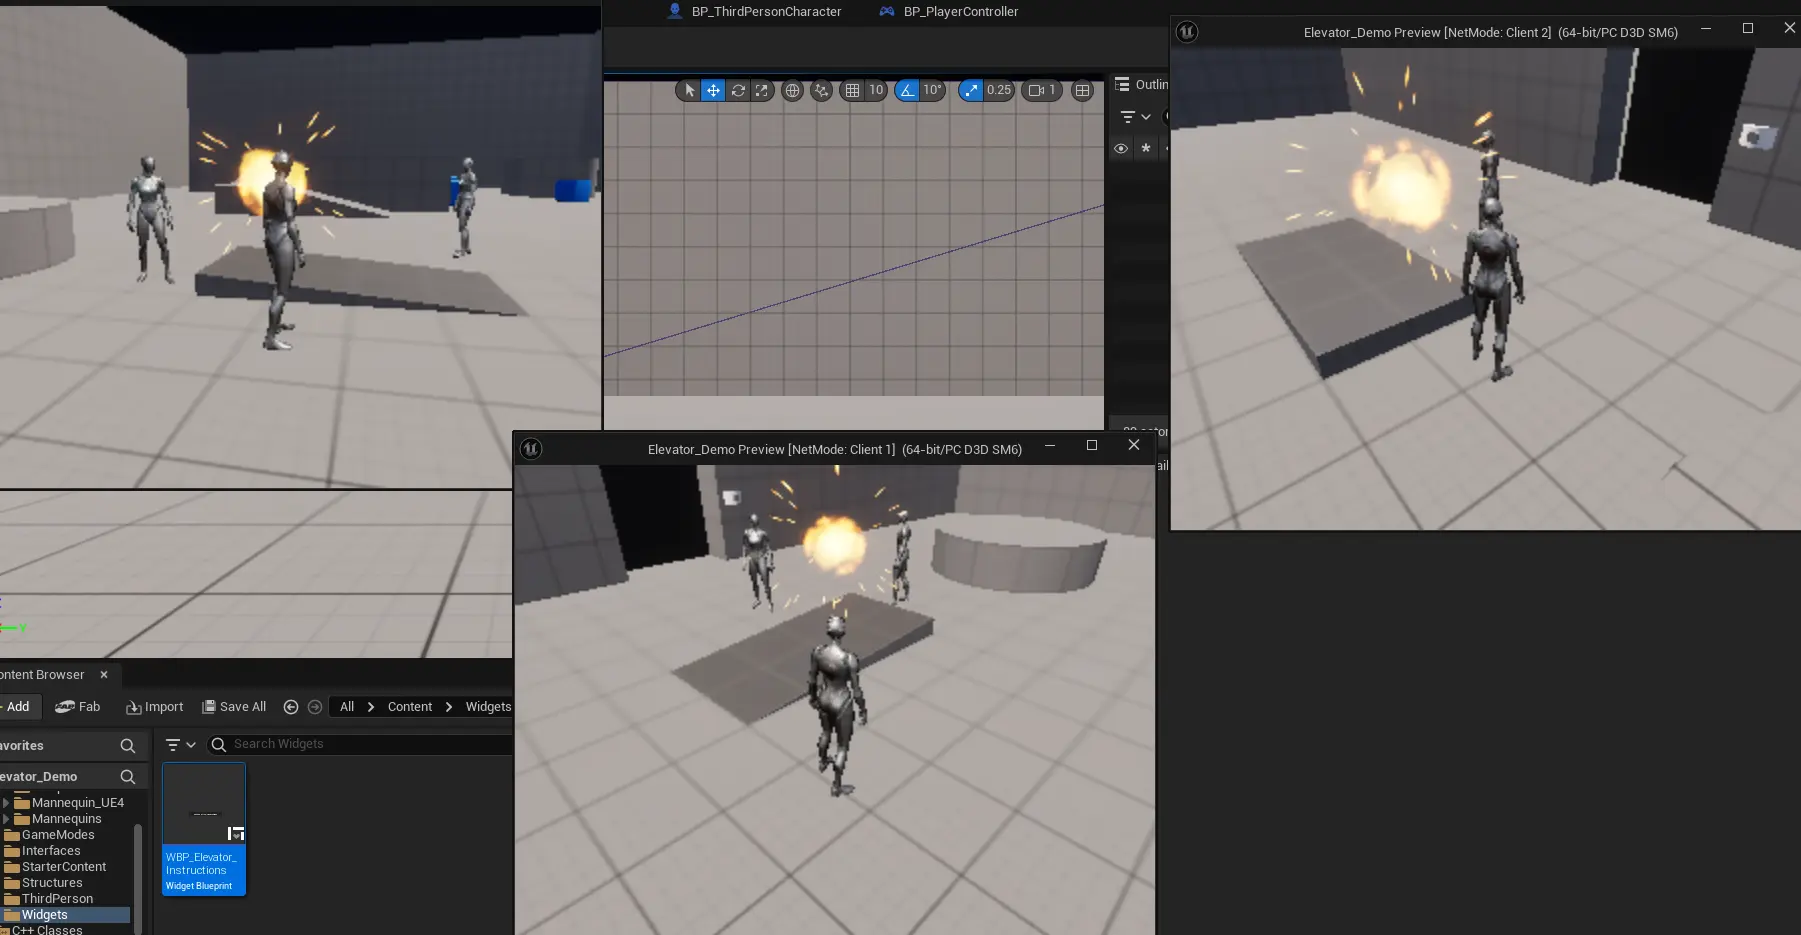 BP_ThirdPersonCharacter
BP_PlayerController
Elevator_Demo Preview [NetMode: Client 2] (64-bit/PC D3D SM6)
10
10°
0.25
1
Outlin
Elevator_Demo Preview [NetMode: Client 1] (64-bit/PC D3D SM6)
Y
ontent Browser
Add
Fab
Import
Save All
All
Content
Widgets
avorites
Search Widgets
evator_Demo
Mannequin_UE4
Mannequins
GameModes
Interfaces
StarterContent
Structures
ThirdPerson
Widgets
C++ Classes
WBP_Elevator_
Instructions
Widget Blueprint